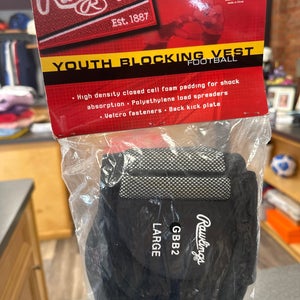 Rawlings
R
Est. 1887
YOUTH BLOCKING VEST
FOOTBALL
• High density closed cell foam padding for shock
absorption • Polyethylene load spreaders
• Velcro fasteners • Back kick plate
Rawlings
GBB2
LARGE